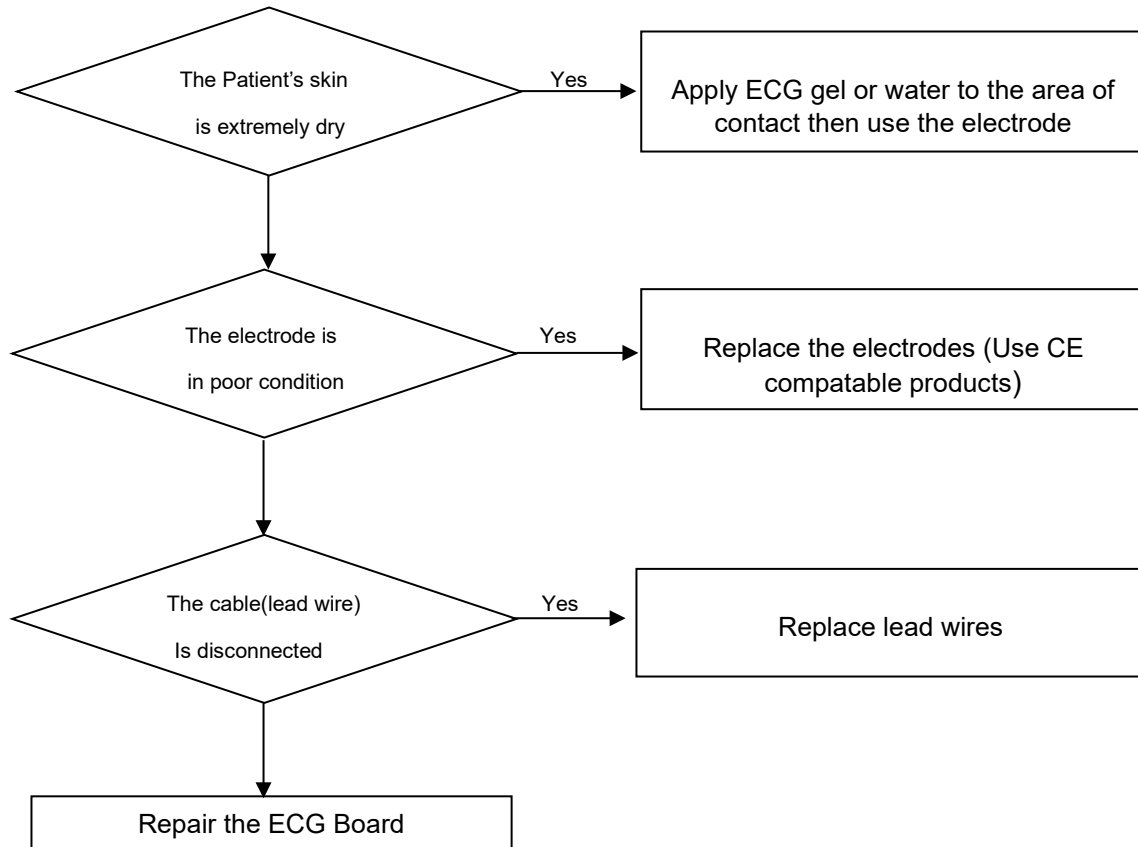 The Patient's skin
is extremely dry
Yes
Apply ECG gel or water to the area of
contact then use the electrode
The electrode is
in poor condition
Yes
Replace the electrodes (Use CE
compatable products)
The cable(lead wire)
Is disconnected
Yes
Replace lead wires
Repair the ECG Board